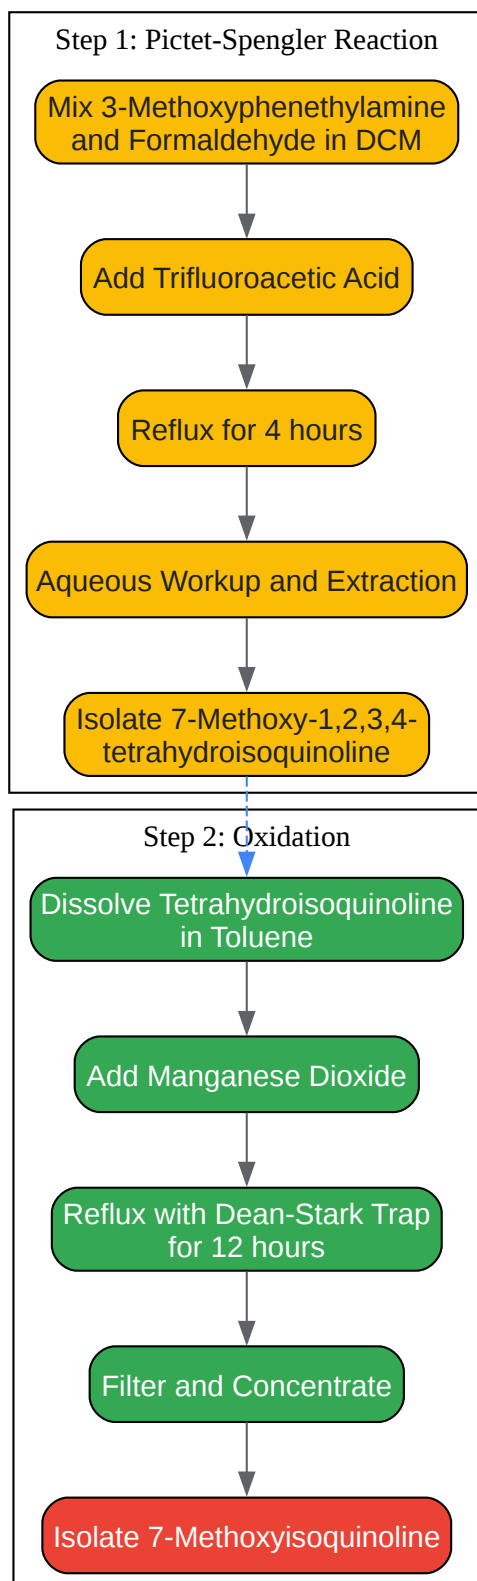 Step 1: Pictet-Spengler Reaction
Mix 3-Methoxyphenethylamine
and Formaldehyde in DCM
Add Trifluoroacetic Acid
Reflux for 4 hours
Aqueous Workup and Extraction
Isolate 7-Methoxy-1,2,3,4-
tetrahydroisoquinoline
Step 2: Oxidation
Dissolve Tetrahydroisoquinoline
in Toluene
Add Manganese Dioxide
Reflux with Dean-Stark Trap
for 12 hours
Filter and Concentrate
Isolate 7-Methoxyisoquinoline